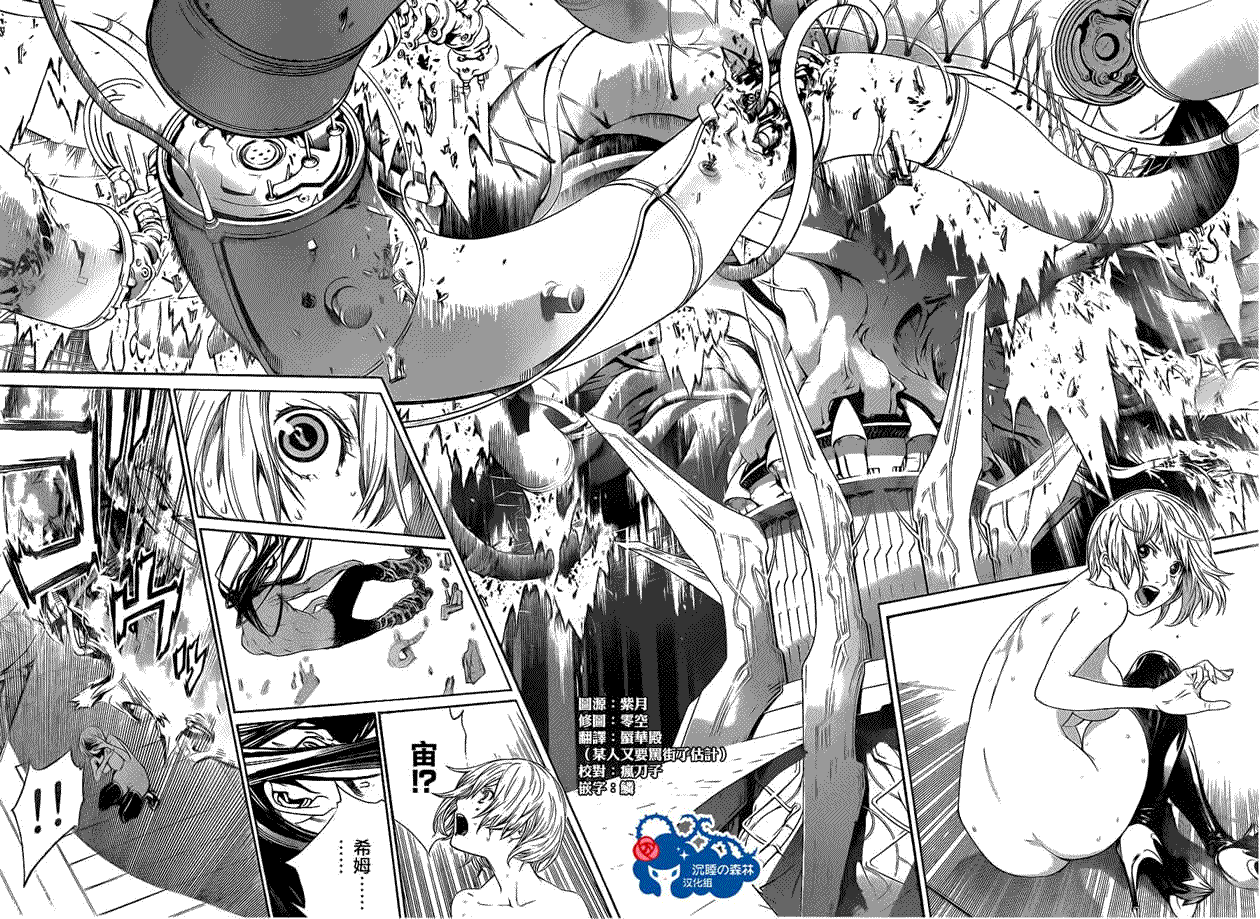 圖源：紫月
修圖：零空
翻譯：蜃華殿
（某人又要罵街了估計）
校對：瘋刀子
嵌字：鱗
沉睡の森林
汉化组
宙!?
希姆……
……
!!